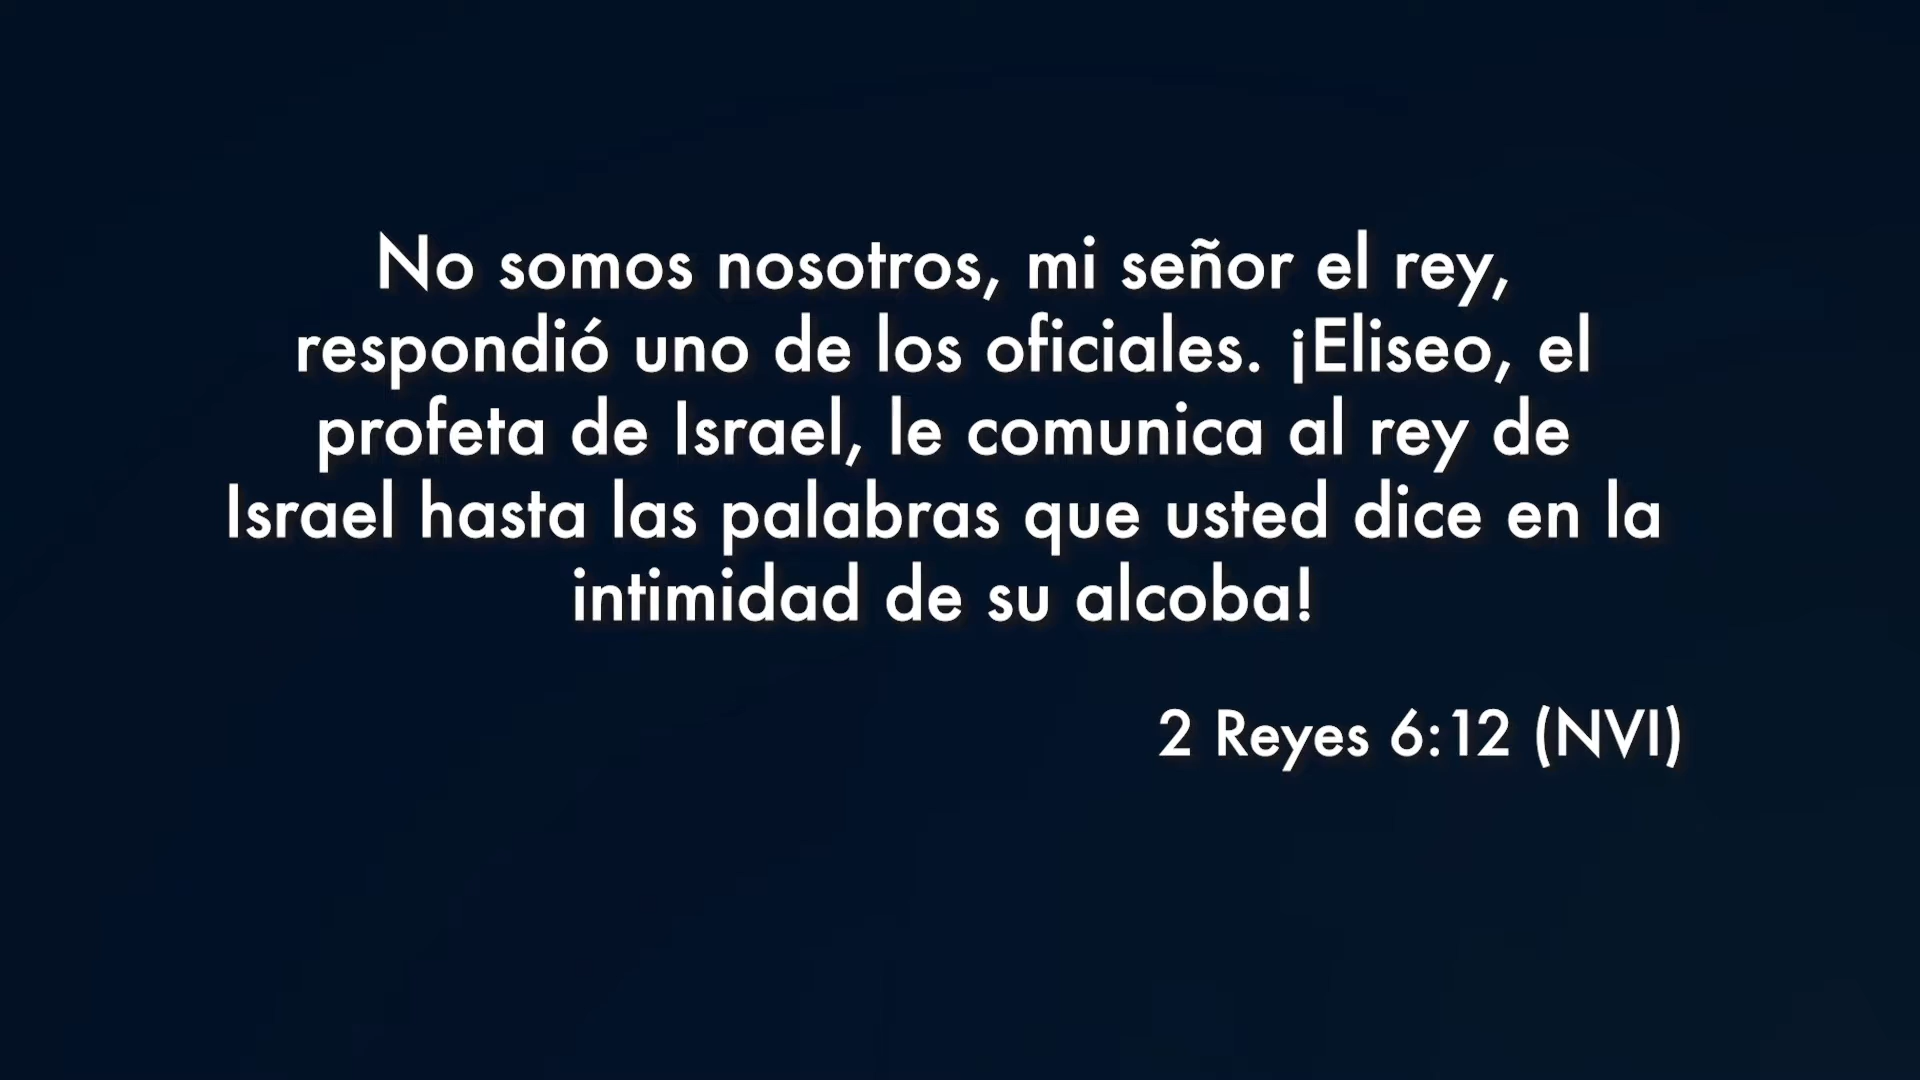 No somos nosotros, mi señor el rey,
respondió uno de los oficiales. ¡Eliseo, el
profeta de Israel, le comunica al rey de
Israel hasta las palabras que usted dice en la
intimidad de su alcoba!
2 Reyes 6:12 (NVI)